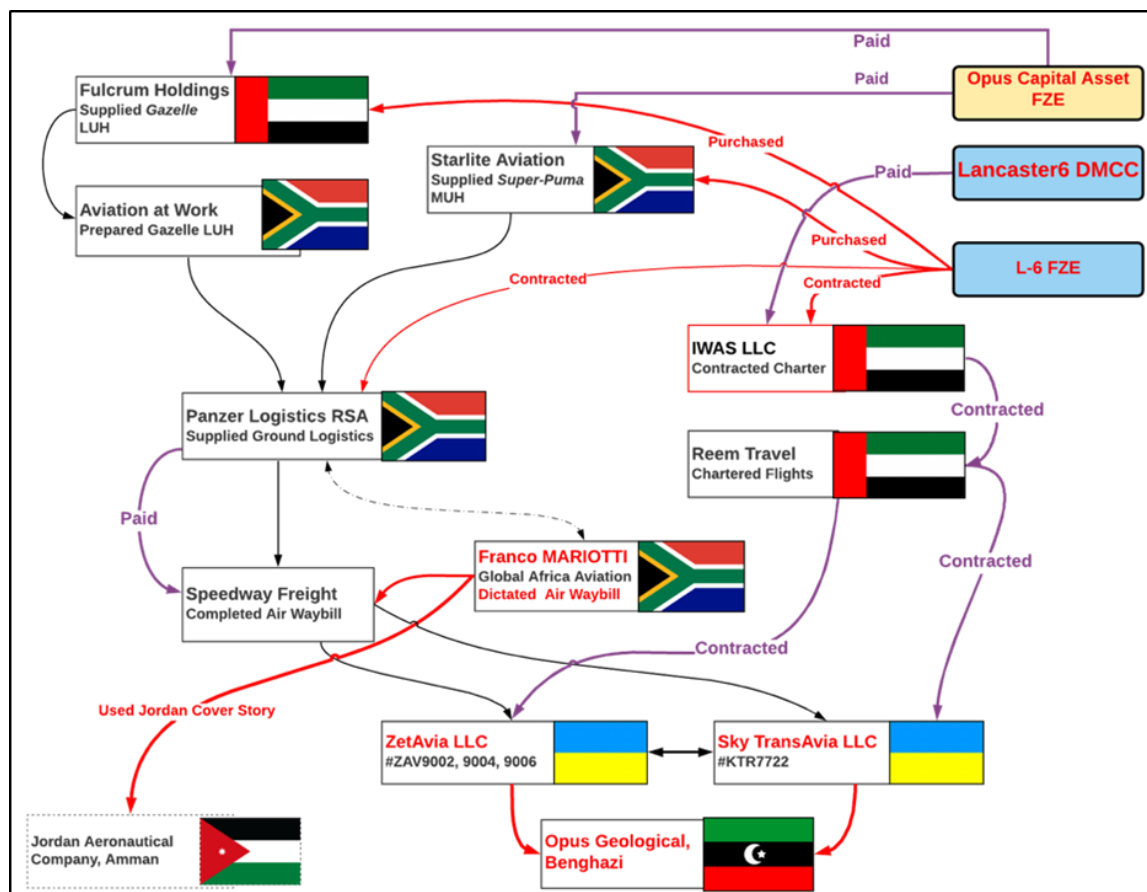 Paid
Opus Capital Asset
FZE
Fulcrum Holdings
Supplied Gazelle
LUH
Paid
Purchased
Starlite Aviation
Supplied Super-Puma
MUH
Paid
Lancaster6 DMCC
Aviation at Work
Prepared Gazelle LUH
Purchased
L-6 FZE
Contracted
Contracted
IWAS LLC
Contracted Charter
Contracted
Panzer Logistics RSA
Supplied Ground Logistics
Reem Travel
Chartered Flights
Paid
Franco MARIOTTI
Global Africa Aviation
Dictated Air Waybill
Contracted
Speedway Freight
Completed Air Waybill
Contracted
Used Jordan Cover Story
ZetAvia LLC
#ZAV9002, 9004, 9006
Sky TransAvia LLC
#KTR7722
Jordan Aeronautical
Company, Amman
Opus Geological,
Benghazi